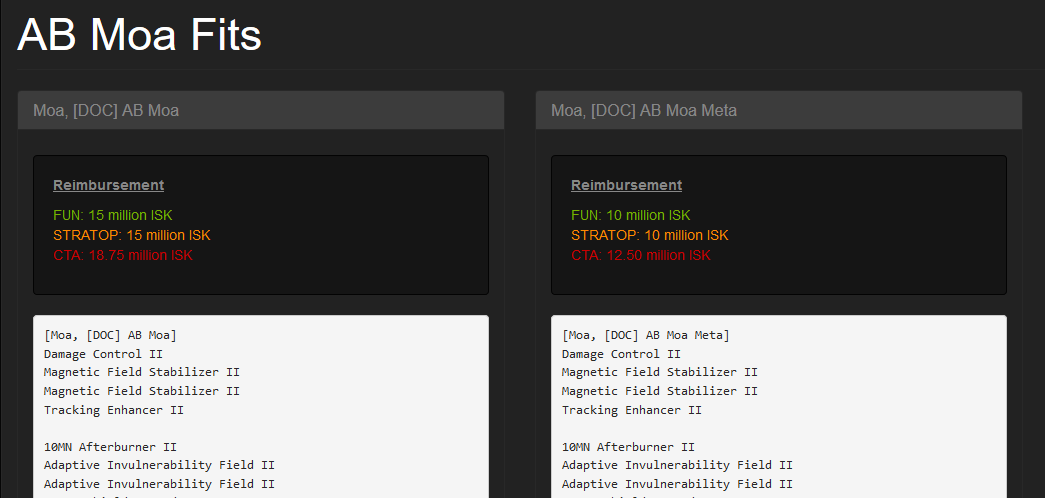 AB Moa Fits
Moa, [DOC] AB Moa
Reimbursement
FUN: 15 million ISK
STRATOP: 15 million ISK
CTA: 18.75 million ISK
[Moa, [DOC] AB Moa]
Damage Control II
Magnetic Field Stabilizer II
Magnetic Field Stabilizer II
Tracking Enhancer II
10MN Afterburner II
Adaptive Invulnerability Field II
Adaptive Invulnerability Field II
Moa, [DOC] AB Moa Meta
Reimbursement
FUN: 10 million ISK
STRATOP: 10 million ISK
CTA: 12.50 million ISK
[Moa, [DOC] AB Moa Meta]
Damage Control II
Magnetic Field Stabilizer II
Magnetic Field Stabilizer II
Tracking Enhancer II
10MN Afterburner II
Adaptive Invulnerability Field II
Adaptive Invulnerability Field II